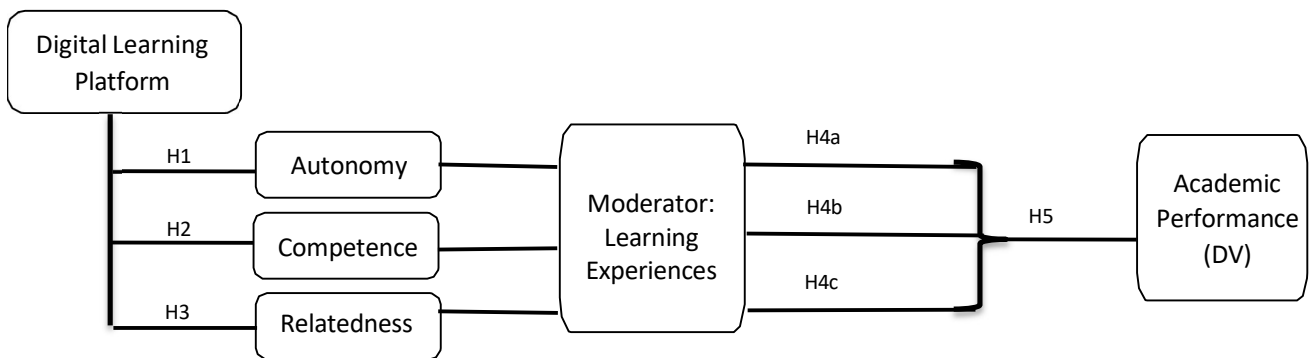 Digital Learning
Platform
H1
Autonomy
H2
Competence
H3
Relatedness
Moderator:
Learning
Experiences
H4a
H4b
H4c
H5
Academic
Performance
(DV)